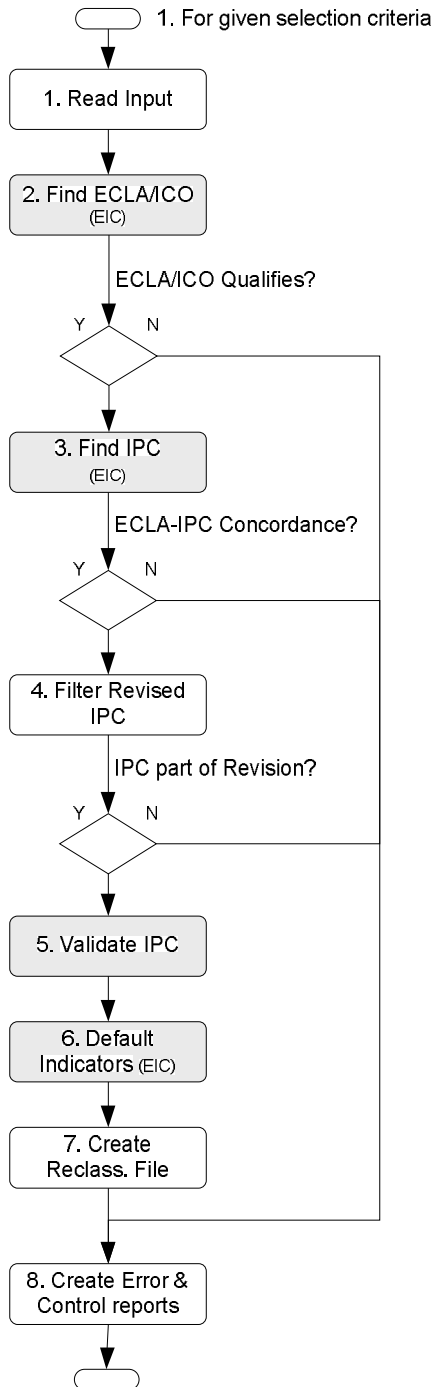 1. For given selection criteria
1. Read Input
2. Find ECLA/ICO
(EIC)
ECLA/ICO Qualifies?
Y N
3. Find IPC
(EIC)
ECLA-IPC Concordance?
Y N
4. Filter Revised
IPC
IPC part of Revision?
Y N
5. Validate IPC
6. Default
Indicators (EIC)
7. Create
Reclass. File
8. Create Error &
Control reports